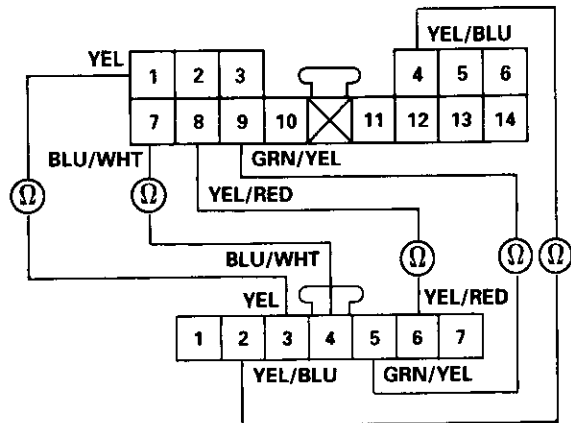 YEL/BLU
YEL
1 2 3 4 5 6
7 8 9 10 11 12 13 14
BLU/WHT GRN/YEL
YEL/RED
Ω Ω
Ω Ω Ω
BLU/WHT
YEL YEL/RED
1 2 3 4 5 6 7
YEL/BLU GRN/YEL